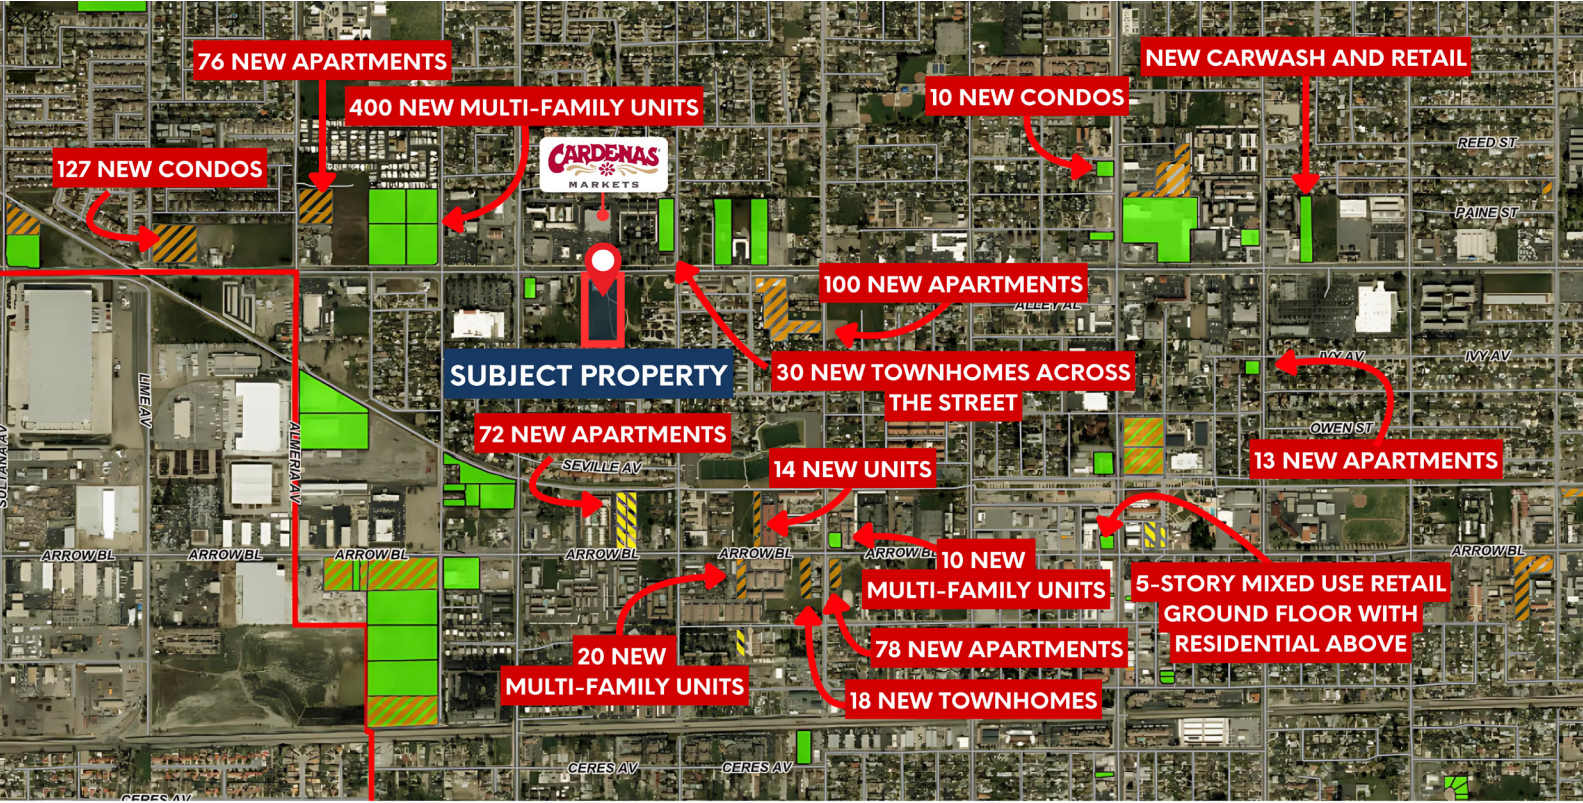 76 NEW APARTMENTS
NEW CARWASH AND RETAIL
400 NEW MULTI-FAMILY UNITS
10 NEW CONDOS
127 NEW CONDOS
CARDENAS
MARKETS
REED ST
PAINE ST
100 NEW APARTMENTS
ALLEY AL
SUBJECT PROPERTY
30 NEW TOWNHOMES ACROSS
THE STREET
IVY AV
IVY AV
LIME AV
ALMERIA AV
SULTANA AV
72 NEW APARTMENTS
SEVILLE AV
14 NEW UNITS
OWEN ST
13 NEW APARTMENTS
ARROW BL
ARROW BL
ARROW BL
ARROW BL
ARROW BL
ARROW BL
ARROW BL
10 NEW
MULTI-FAMILY UNITS
5-STORY MIXED USE RETAIL
GROUND FLOOR WITH
RESIDENTIAL ABOVE
20 NEW
MULTI-FAMILY UNITS
78 NEW APARTMENTS
18 NEW TOWNHOMES
CERES AV
CERES AV
CERES AV